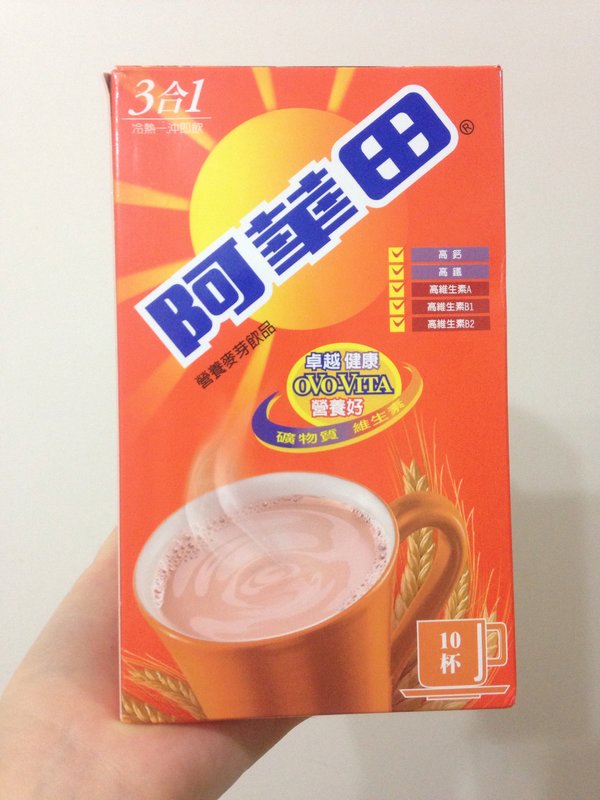 3合1
冷熱一沖即飲
阿華田®
營養麥芽飲品
高鈣
高鐵
高維生素A
高維生素B1
高維生素B2
卓越 健康
OVO-VITA
營養好
礦物質 維生素
10
杯